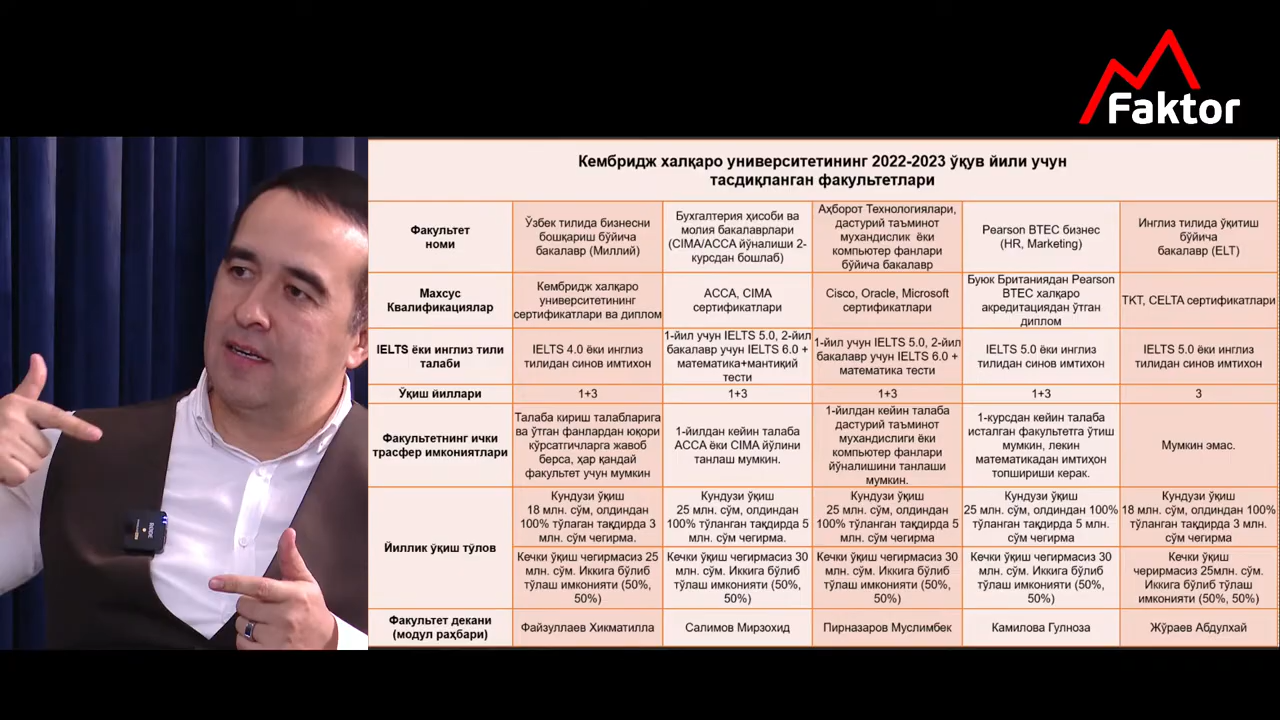 Faktor
Кембридж халқаро университетининг 2022-2023 ўқув йили учун
тасдиқланган факультетлари
Факультет
номи
Ўзбек тилида бизнесни
бошқариш бўйича
бакалавр (Миллий)
Бухгалтерия ҳисоби ва
молия бакалаврлари
(CIMA/ACCA йўналиши 2-
курсдан бошлаб)
Аҳборот Технологиялари,
дастурий таъминот
мухандислик ёки
компьютер фанлари
бўйича бакалавр
Pearson BTEC бизнес
(HR, Marketing)
Инглиз тилида ўқитиш
бўйича
бакалавр (ELT)
Махсус
Квалификациялар
Кембридж халқаро
университетининг
сертификатлари ва диплом
ACCA, CIMA
сертификатлари
Cisco, Oracle, Microsoft
сертификатлари
Буюк Британиядан Pearson
BTEC халқаро
акредитациядан ўтган
диплом
TKT, CELTA сертификатлари
IELTS ёки инглиз тили
талаби
IELTS 4.0 ёки инглиз
тилидан синов имтихон
1-йил учун IELTS 5.0, 2-йил
бакалавр учун IELTS 6.0 +
математика+мантиқий
тести
1-йил учун IELTS 5.0, 2-йил
бакалавр учун IELTS 6.0 +
математика тести
IELTS 5.0 ёки инглиз
тилидан синов имтихон
IELTS 5.0 ёки инглиз
тилидан синов имтихон
Ўқиш йиллари
1+3
1+3
1+3
1+3
3
Факультетнинг ички
трасфер имкониятлари
Талаба кириш талабларига
ва ўтган фанлардан юқори
кўрсатгичларга жавоб
берса, ҳар қандай
факультет учун мумкин
1-йилдан кейин талаба
ACCA ёки CIMA йўлини
танлаш мумкин.
1-йилдан кейин талаба
дастурий таъминот
мухандислиги ёки
компьютер фанлари
йўналишини танлаши
мумкин.
1-курсдан кейин талаба
исталган факультетга ўтиш
мумкин, лекин
математикадан имтиҳон
топшириши керак.
Мумкин эмас.
Йиллик ўқиш тўлов
Кундузи ўқиш
18 млн. сўм, олдиндан
100% тўлаган тақдирда 3
млн. сўм чегирма.
Кундузи ўқиш
25 млн. сўм, олдиндан
100% тўланган тақдирда 5
млн. сўм чегирма.
Кундузи ўқиш
25 млн. сўм, олдиндан
100% тўланган тақдирда 5
млн. сўм чегирма
Кундузи ўқиш
25 млн. сўм, олдиндан 100%
тўланган тақдирда 5 млн.
сўм чегирма
Кундузи ўқиш
18 млн. сўм, олдиндан 100%
тўланган тақдирда 3 млн.
сўм чегирма
Кечки ўқиш чегирмасиз 25
млн. сўм. Иккига бўлиб
тўлаш имконияти (50%,
50%)
Кечки ўқиш чегирмасиз 30
млн. сўм. Иккига бўлиб
тўлаш имконияти (50%,
50%)
Кечки ўқиш чегирмасиз 30
млн. сўм. Иккига бўлиб
тўлаш имконияти (50%,
50%)
Кечки ўқиш чегирмасиз 30
млн. сўм. Иккига бўлиб
тўлаш имконияти (50%,
50%)
Кечки ўқиш
черирмасиз 25млн. сўм.
Иккига бўлиб тўлаш
имконияти (50%, 50%)
Факультет декани
(модул раҳбари)
Файзуллаев Хикматилла
Салимов Мирзохид
Пирназаров Муслимбек
Камилова Гулноза
Жўраев Абдулхай